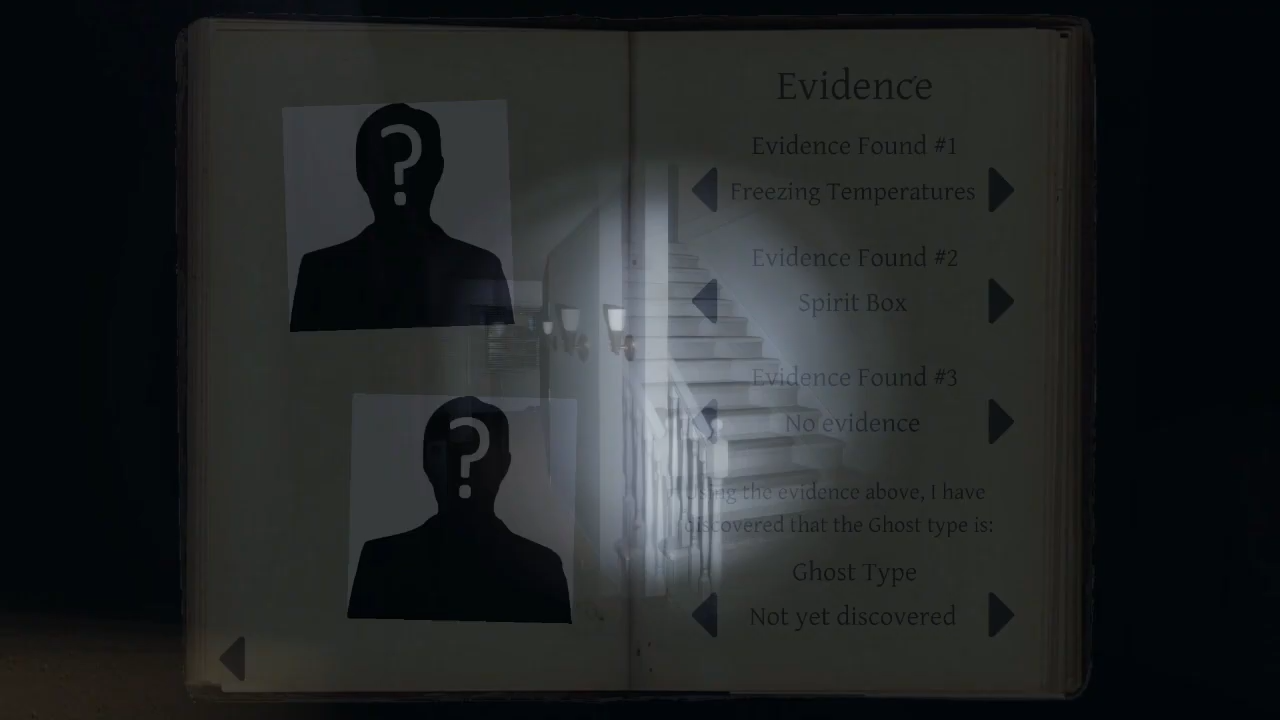 ?
?
Evidence
Evidence Found #1
Freezing Temperatures
Evidence Found #2
Spirit Box
Evidence Found #3
No evidence
Using the evidence above, I have
discovered that the Ghost type is:
Ghost Type
Not yet discovered